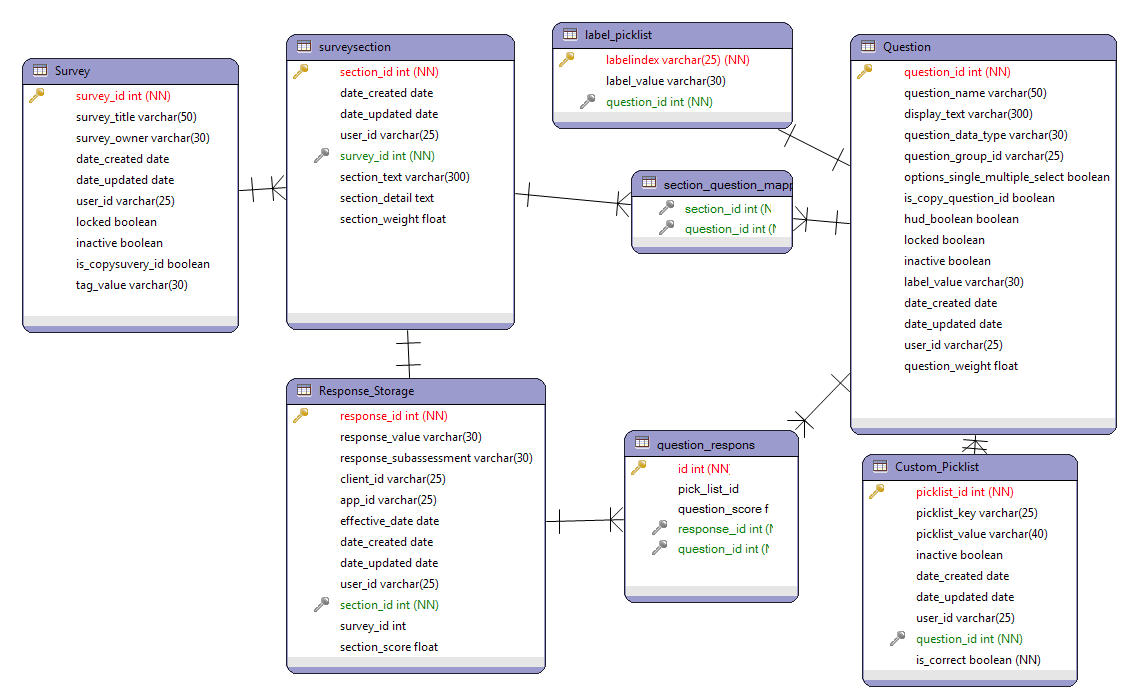 Survey
survey_id int (NN)
survey_title varchar(50)
survey_owner varchar(30)
date_created date
date_updated date
user_id varchar(25)
locked boolean
inactive boolean
is_copysuvery_id boolean
tag_value varchar(30)
surveysection
section_id int (NN)
date_created date
date_updated date
user_id varchar(25)
survey_id int (NN)
section_text varchar(300)
section_detail text
section_weight float
label_picklist
labelindex varchar(25) (NN)
label_value varchar(30)
question_id int (NN)
section_question_mapp
section_id int (N
question_id int (N
Question
question_id int (NN)
question_name varchar(50)
display_text varchar(300)
question_data_type varchar(30)
question_group_id varchar(25)
options_single_multiple_select boolean
is_copy_question_id boolean
hud_boolean boolean
locked boolean
inactive boolean
label_value varchar(30)
date_created date
date_updated date
user_id varchar(25)
question_weight float
Response_Storage
response_id int (NN)
response_value varchar(30)
response_subassessment varchar(30)
client_id varchar(25)
app_id varchar(25)
effective_date date
date_created date
date_updated date
user_id varchar(25)
section_id int (NN)
survey_id int
section_score float
question_respons
id int (NN)
pick_list_id
question_score f
response_id int (N
question_id int (N
Custom_Picklist
picklist_id int (NN)
picklist_key varchar(25)
picklist_value varchar(40)
inactive boolean
date_created date
date_updated date
user_id varchar(25)
question_id int (NN)
is_correct boolean (NN)